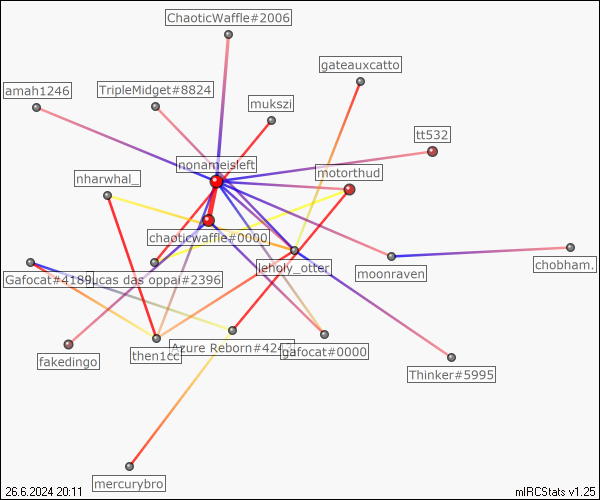 ChaoticWaffle#2006
gateauxcatto
amah1246
TripleMidget#8824
mukszi
tt532
nonameisleft
motorthud
nharwhal_
chaoticwaffle#0000
leholy_otter
moonraven
chobham.
Gafocat#4189
ucas das oppai#2396
fakedingo
then1cc
Azure Reborn#424
gafocat#0000
Thinker#5995
mercurybro
26.6.2024 20:11
mIRCStats v1.25